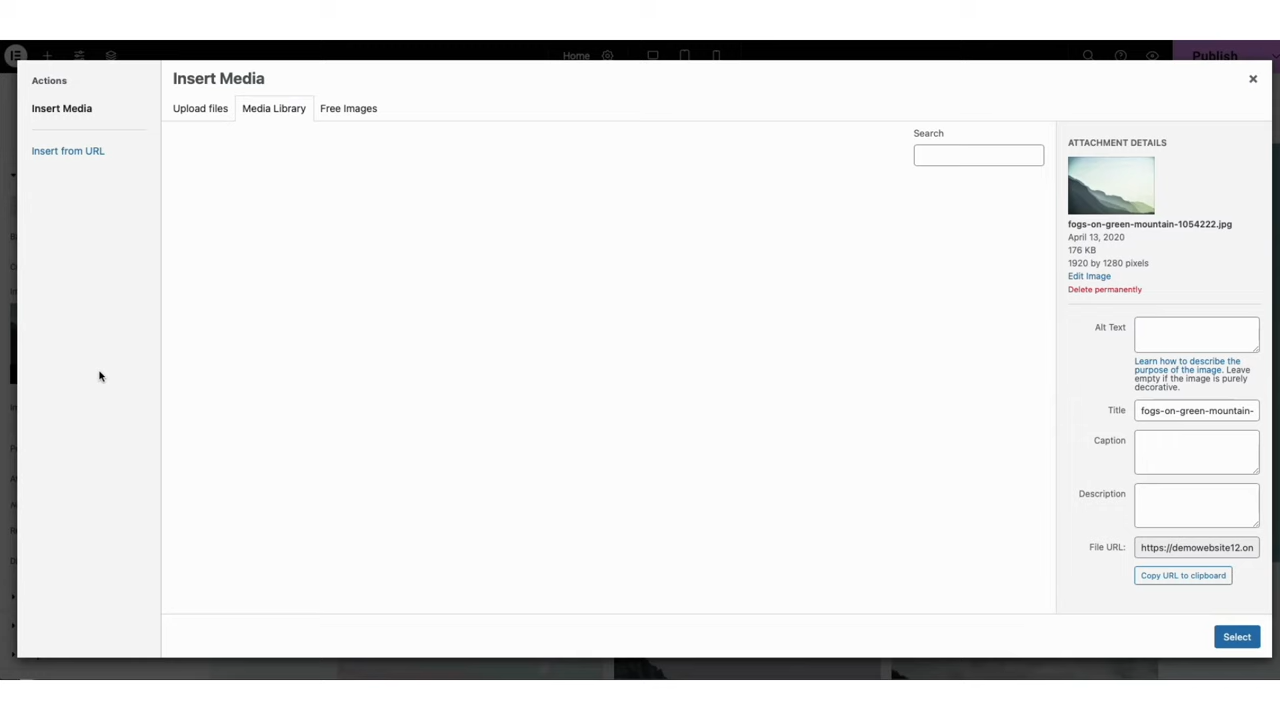 Home
Publish
Actions
Insert Media
Insert from URL
Insert Media
Upload files
Media Library
Free Images
Search
ATTACHMENT DETAILS
fogs-on-green-mountain-1054222.jpg
April 13, 2020
176 KB
1920 by 1280 pixels
Edit Image
Delete permanently
Alt Text
Learn how to describe the
purpose of the image. Leave
empty if the image is purely
decorative.
Title
fogs-on-green-mountain-
Caption
Description
File URL:
https://demowebsite12.on
Copy URL to clipboard
Select